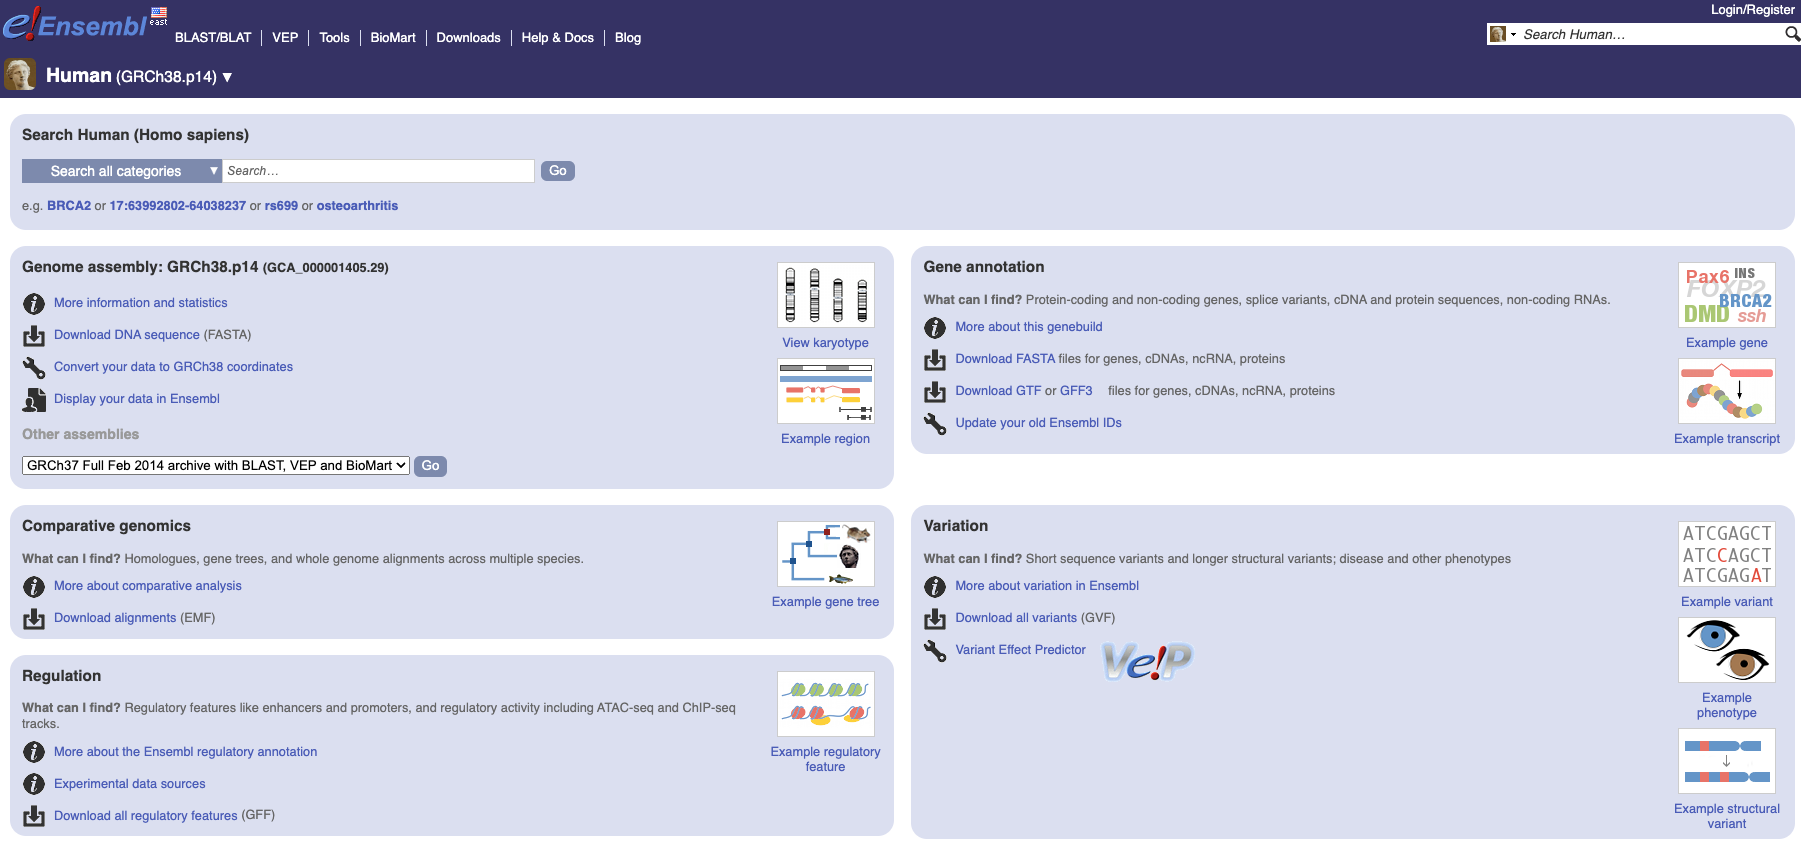 Login/Register
e!Ensembl east
BLAST/BLAT VEP Tools BioMart Downloads Help & Docs Blog
Search Human...
Human (GRCh38.p14) ▼
Search Human (Homo sapiens)
Search all categories ▼ Search... Go
e.g. BRCA2 or 17:63992802-64038237 or rs699 or osteoarthritis
Genome assembly: GRCh38.p14 (GCA_000001405.29)
More information and statistics
Download DNA sequence (FASTA)
Convert your data to GRCh38 coordinates
Display your data in Ensembl
Other assemblies
GRCh37 Full Feb 2014 archive with BLAST, VEP and BioMart Go
View karyotype
Example region
Gene annotation
What can I find? Protein-coding and non-coding genes, splice variants, cDNA and protein sequences, non-coding RNAs.
More about this genebuild
Download FASTA files for genes, cDNAs, ncRNA, proteins
Download GTF or GFF3 files for genes, cDNAs, ncRNA, proteins
Update your old Ensembl IDs
Pax6 INS
FOXP2
BRCA2
DMD ssh
Example gene
Example transcript
Comparative genomics
What can I find? Homologues, gene trees, and whole genome alignments across multiple species.
More about comparative analysis
Download alignments (EMF)
Example gene tree
Variation
What can I find? Short sequence variants and longer structural variants; disease and other phenotypes
More about variation in Ensembl
Download all variants (GVF)
Variant Effect Predictor Ve!P
ATCGAGCT
ATCCAGCT
ATCGAGAT
Example variant
Example
phenotype
Example structural
variant
Regulation
What can I find? Regulatory features like enhancers and promoters, and regulatory activity including ATAC-seq and ChIP-seq
tracks.
More about the Ensembl regulatory annotation
Experimental data sources
Download all regulatory features (GFF)
Example regulatory
feature